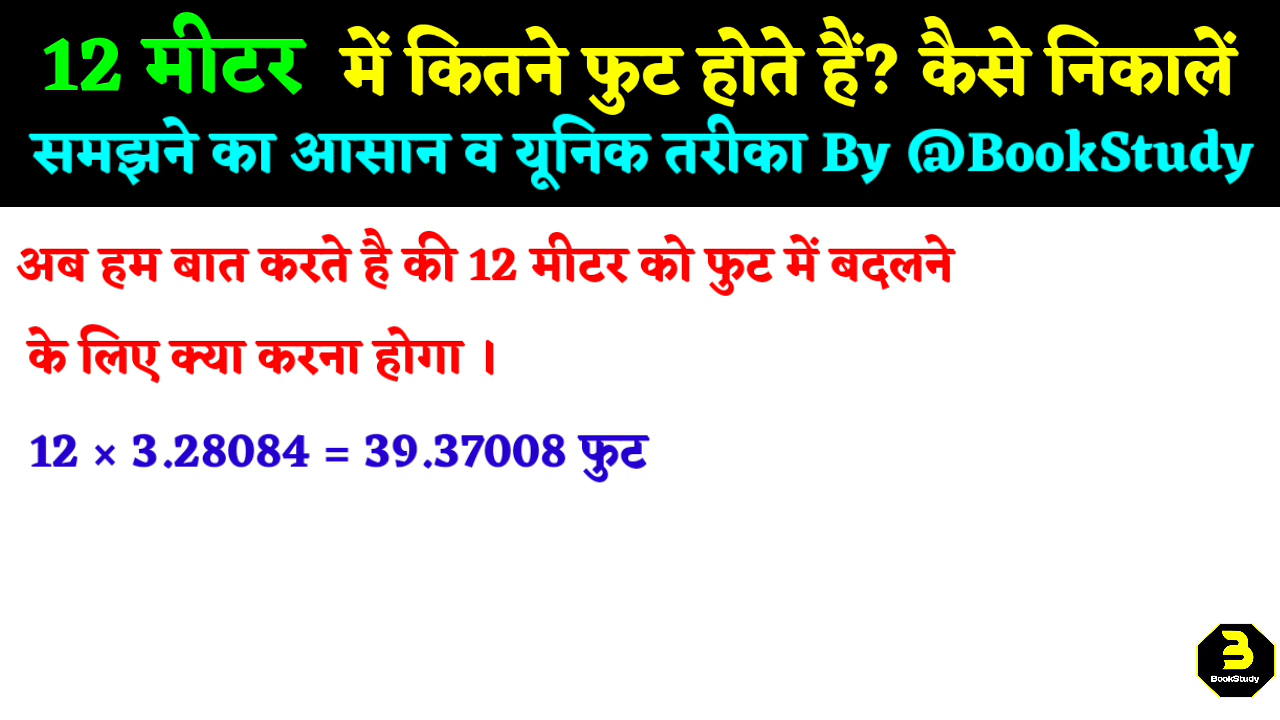 12 मीटर में कितने फुट होते हैं? कैसे निकालें
समझने का आसान व यूनिक तरीका By @BookStudy
अब हम बात करते है की 12 मीटर को फुट में बदलने
के लिए क्या करना होगा ।
12 × 3.28084 = 39.37008 फुट
B
BookStudy